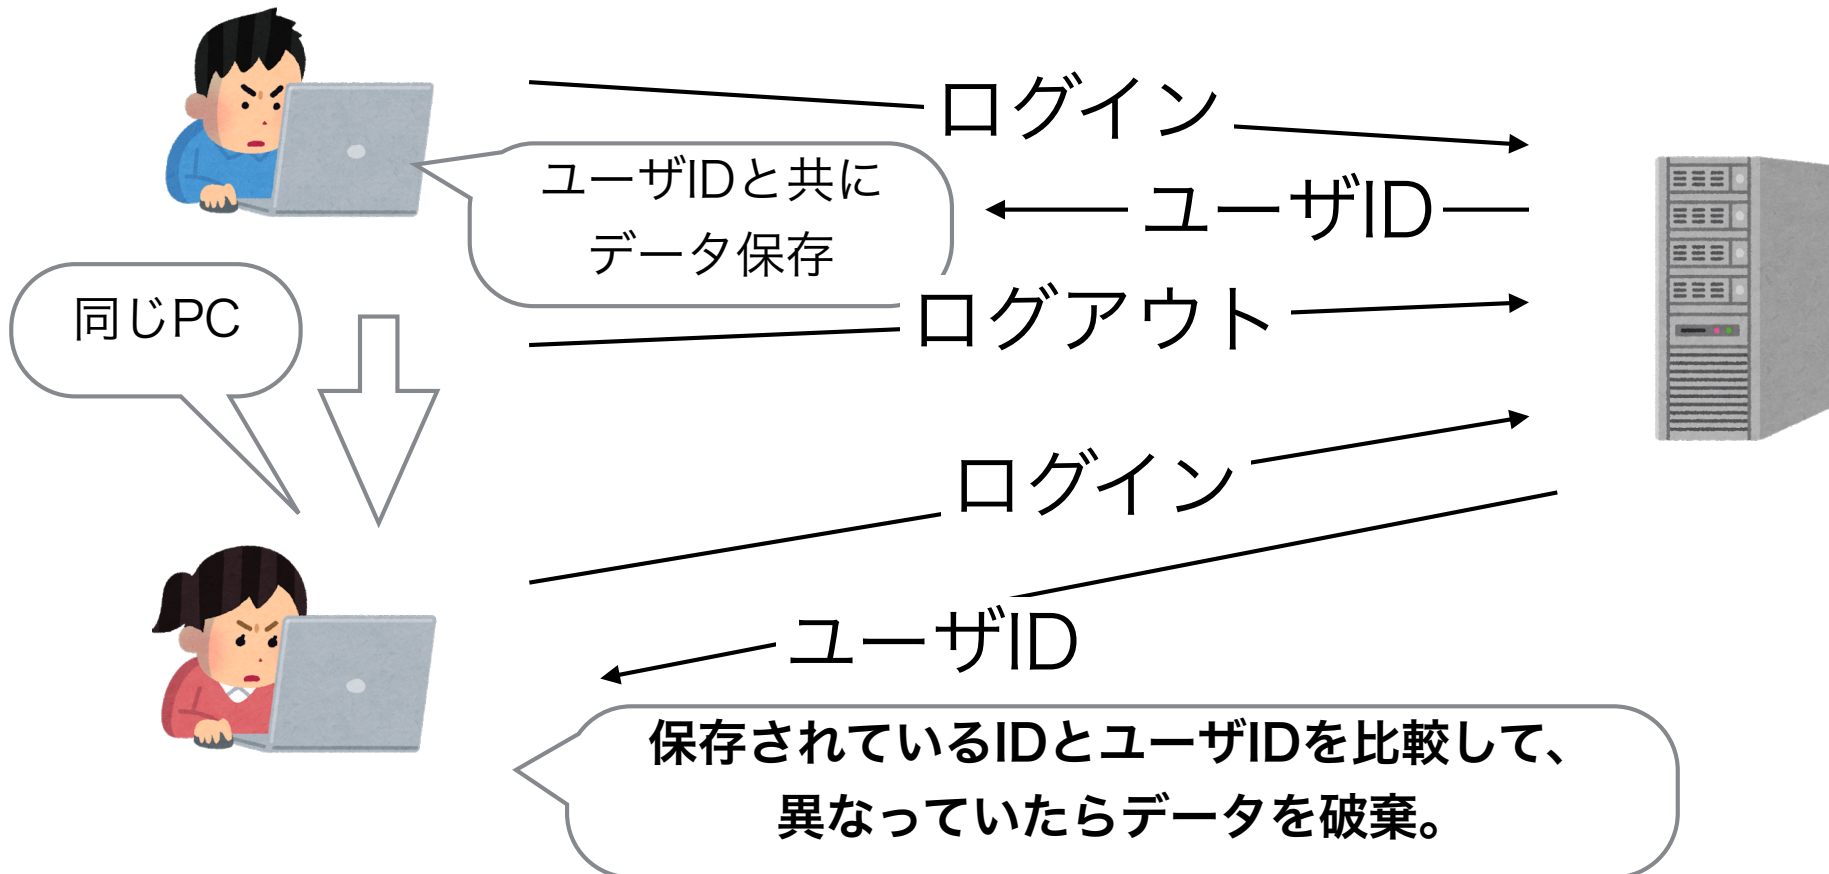 ログイン
ユーザIDと共に
データ保存
ユーザID
ログアウト
同じPC
ログイン
ユーザID
保存されているIDとユーザIDを比較して、
異なっていたらデータを破棄。